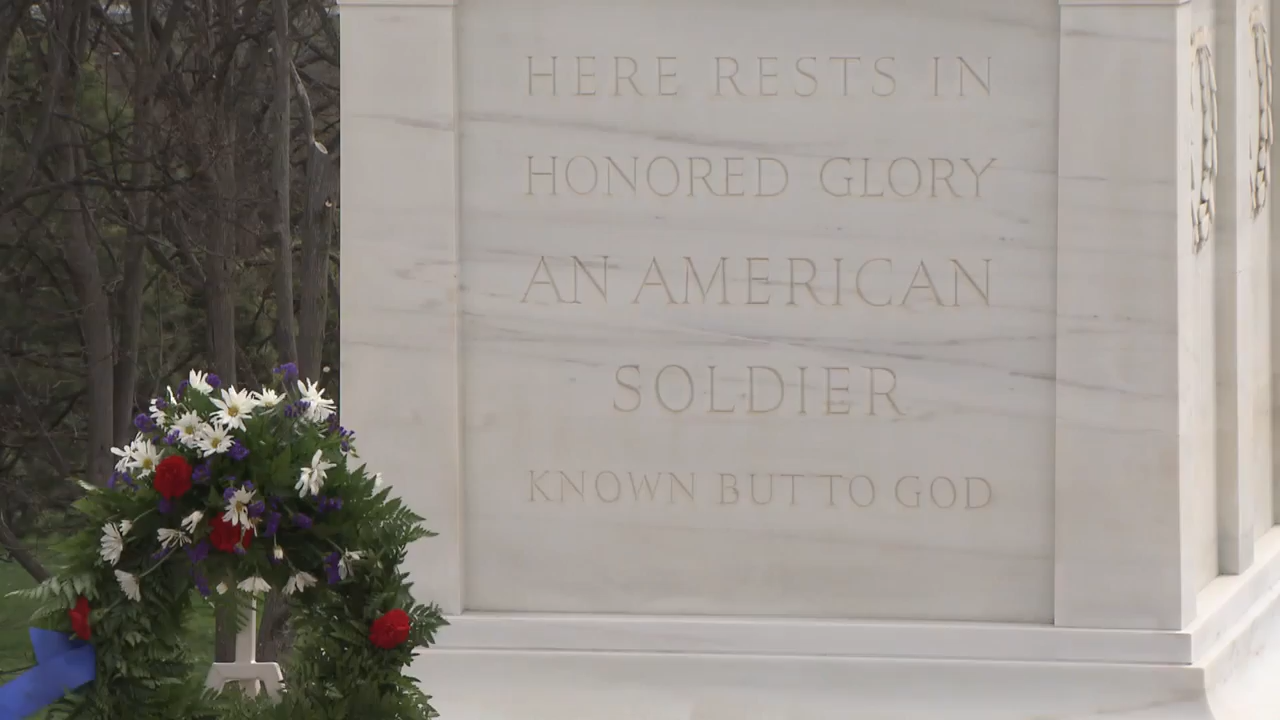 HERE RESTS IN
HONORED GLORY
AN AMERICAN
SOLDIER
KNOWN BUT TO GOD